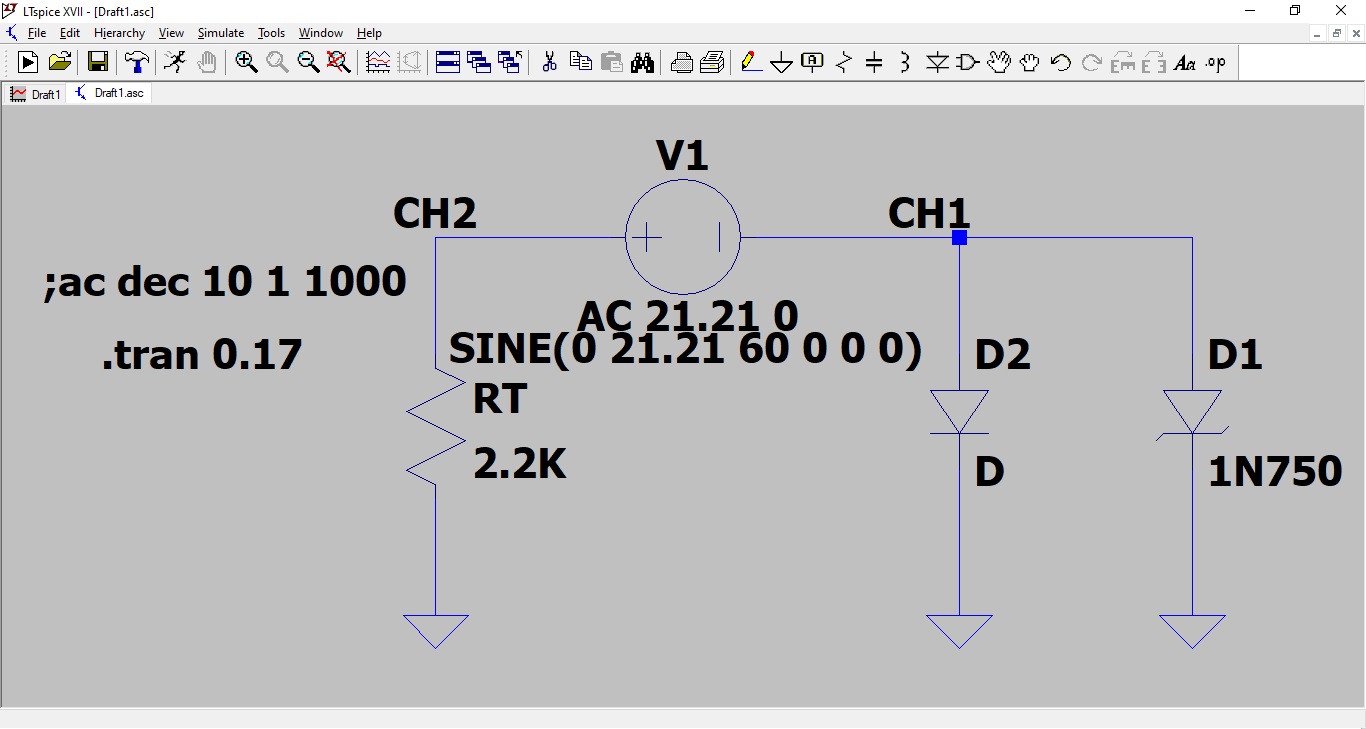 LTspice XVII - [Draft1.asc]
File Edit Hierarchy View Simulate Tools Window Help
Draft1 Draft1.asc
V1
CH2
CH1
;ac dec 10 1 1000
AC 21.21 0
.tran 0.17
SINE(0 21.21 60 0 0 0)
D2
D1
RT
2.2K
D
1N750